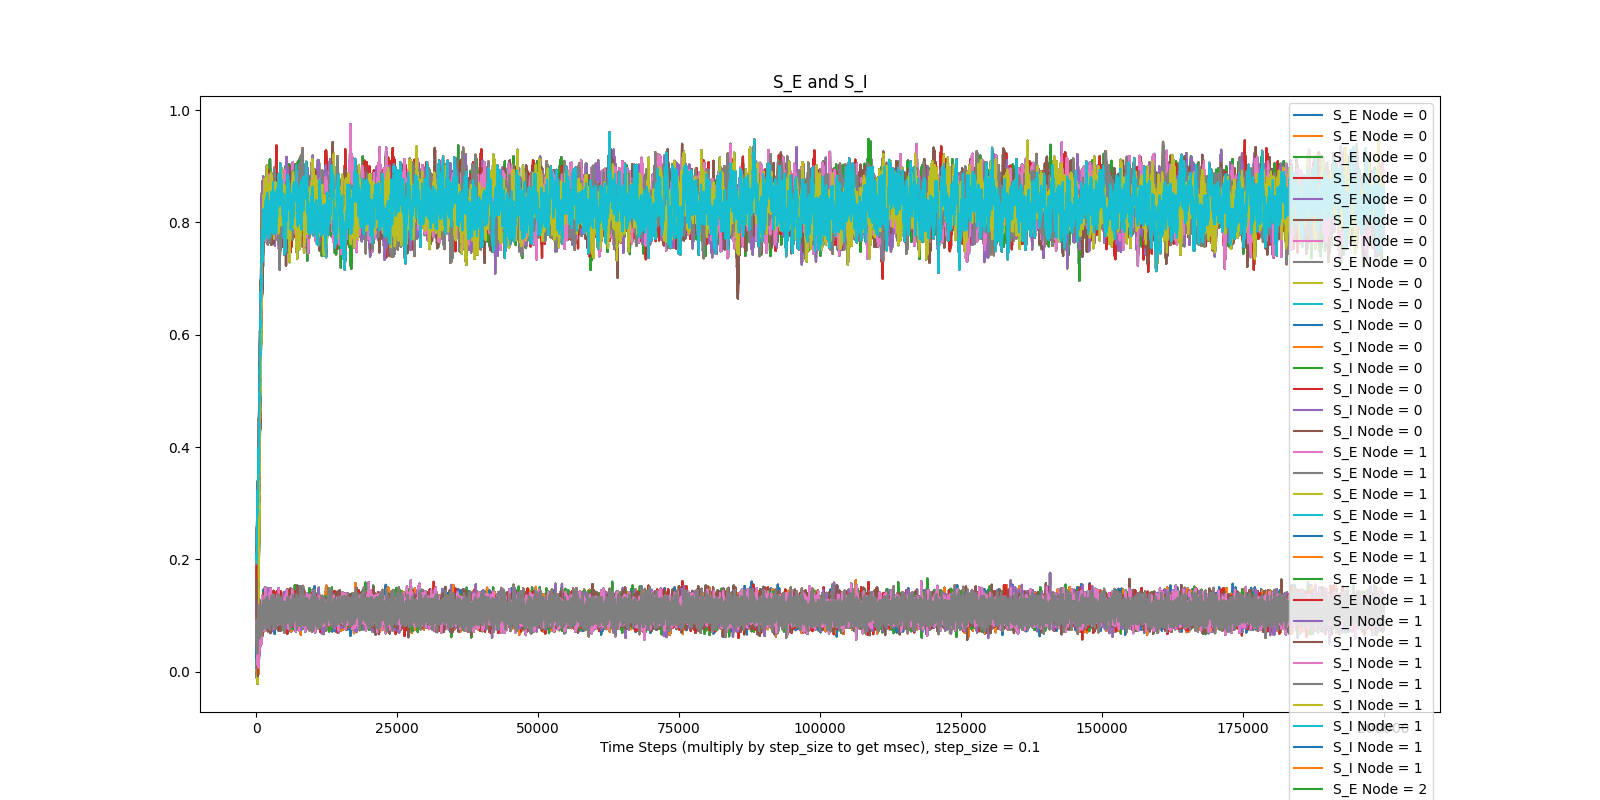 S_E and S_I
1.0
0.8
0.6
0.4
0.2
0.0
0
25000
50000
75000
100000
125000
150000
175000
Time Steps (multiply by step_size to get msec), step_size = 0.1
S_E Node = 0
S_E Node = 0
S_E Node = 0
S_E Node = 0
S_E Node = 0
S_E Node = 0
S_E Node = 0
S_E Node = 0
S_I Node = 0
S_I Node = 0
S_I Node = 0
S_I Node = 0
S_I Node = 0
S_I Node = 0
S_I Node = 0
S_I Node = 0
S_E Node = 1
S_E Node = 1
S_E Node = 1
S_E Node = 1
S_E Node = 1
S_E Node = 1
S_E Node = 1
S_E Node = 1
S_I Node = 1
S_I Node = 1
S_I Node = 1
S_I Node = 1
S_I Node = 1
S_I Node = 1
S_I Node = 1
S_I Node = 1
S_E Node = 2